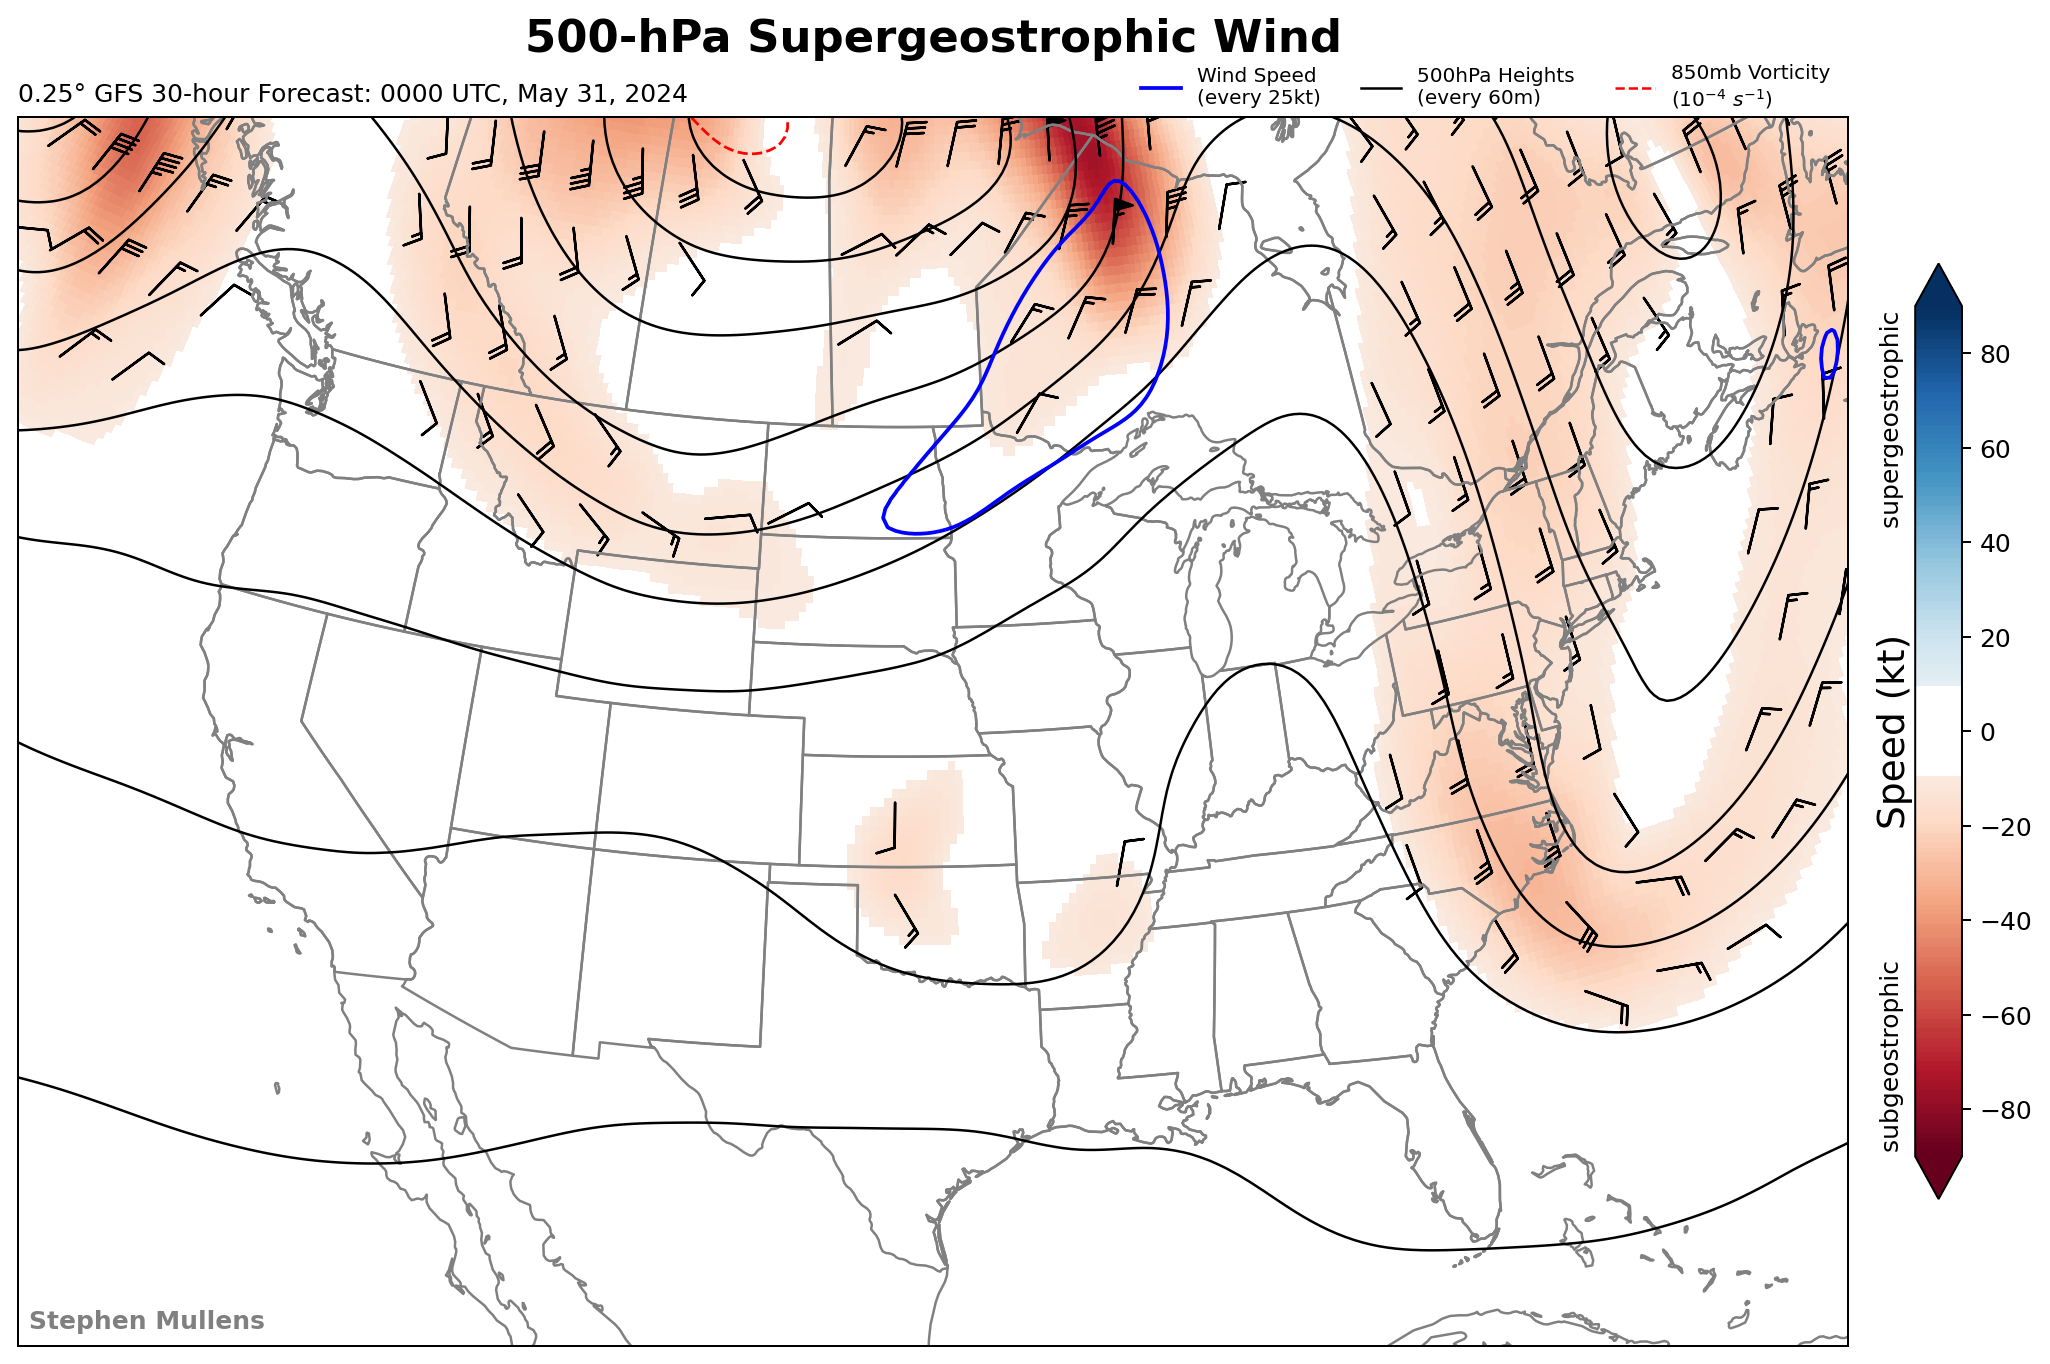 500-hPa Supergeostrophic Wind
0.25° GFS 30-hour Forecast: 0000 UTC, May 31, 2024
Wind Speed
(every 25kt)
500hPa Heights
(every 60m)
850mb Vorticity
(10⁻⁴ s⁻¹)
supergeostrophic
Speed (kt)
subgeostrophic
80
60
40
20
0
−20
−40
−60
−80
Stephen Mullens